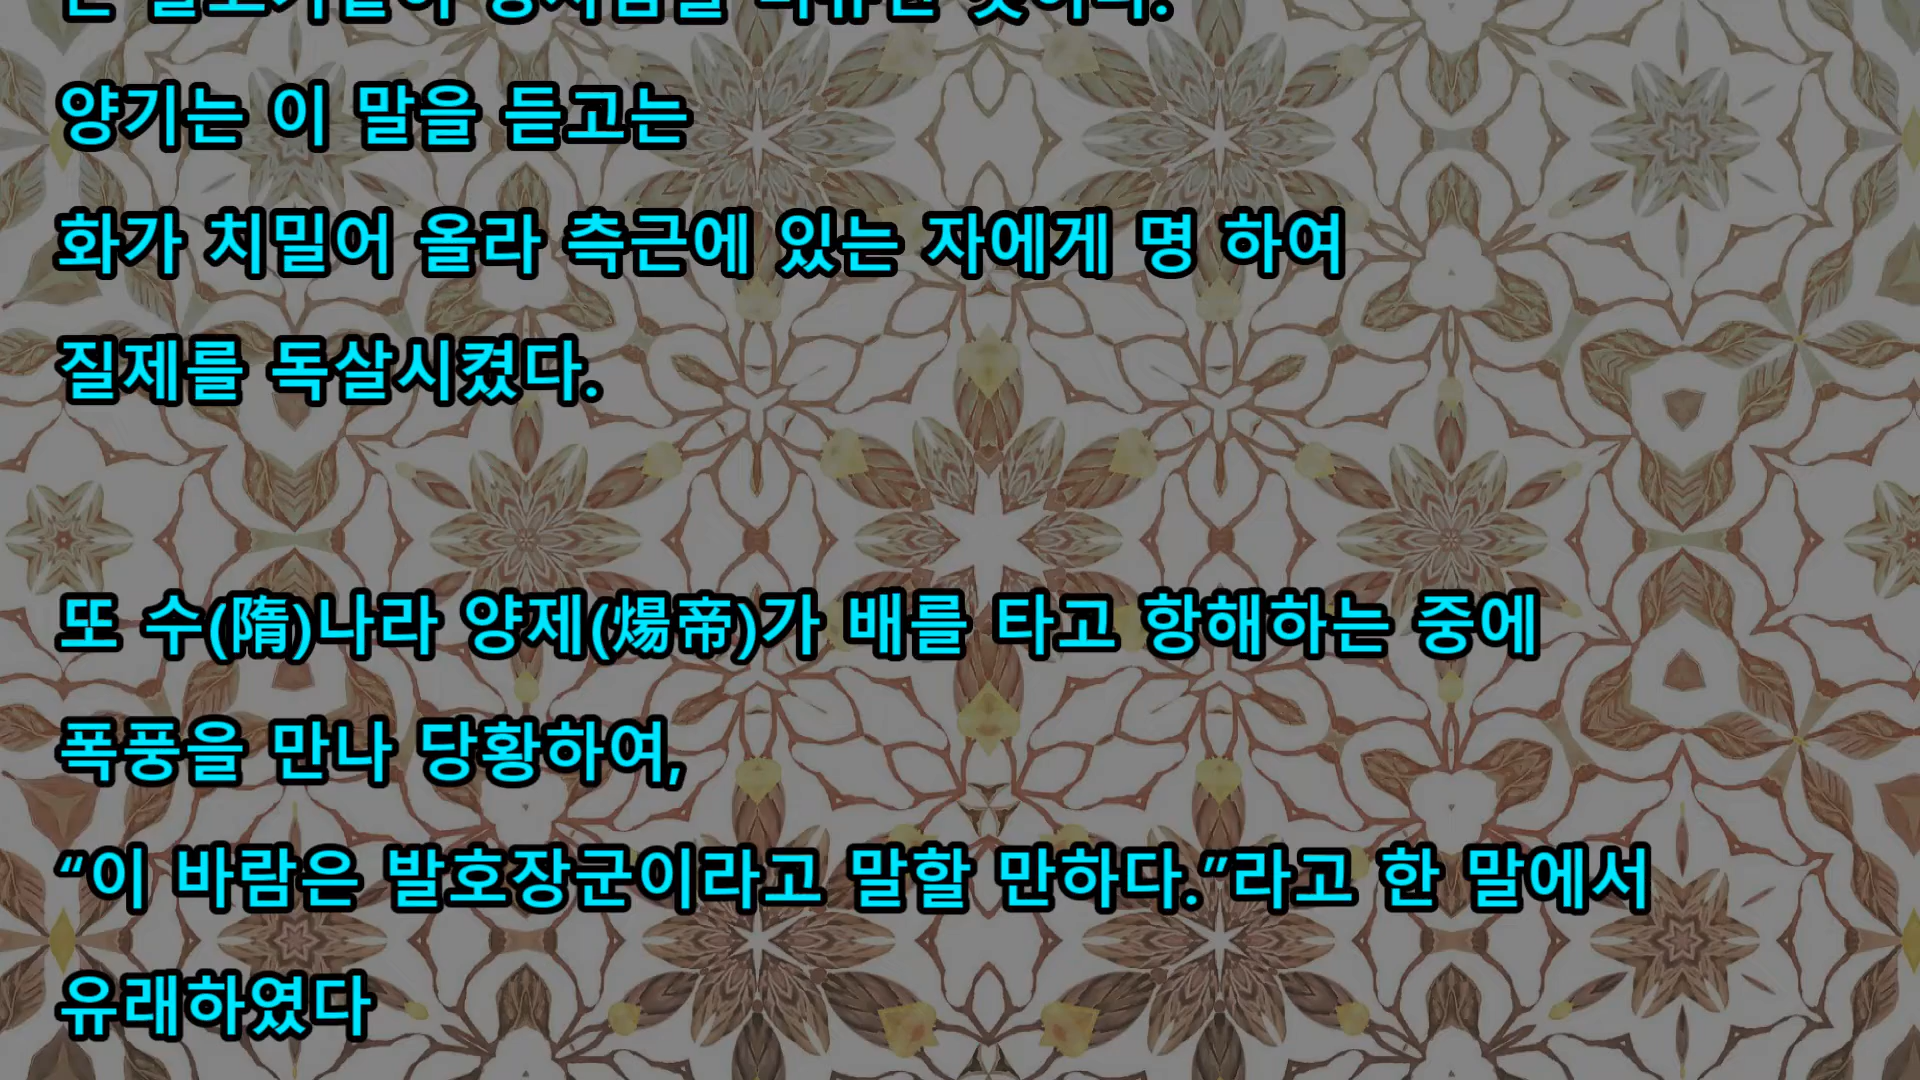 양기는 이 말을 듣고는
화가 치밀어 올라 측근에 있는 자에게 명 하여
질제를 독살시켰다.
또 수(隋)나라 양제(煬帝)가 배를 타고 항해하는 중에
폭풍을 만나 당황하여,
“이 바람은 발호장군이라고 말할 만하다.”라고 한 말에서
유래하였다